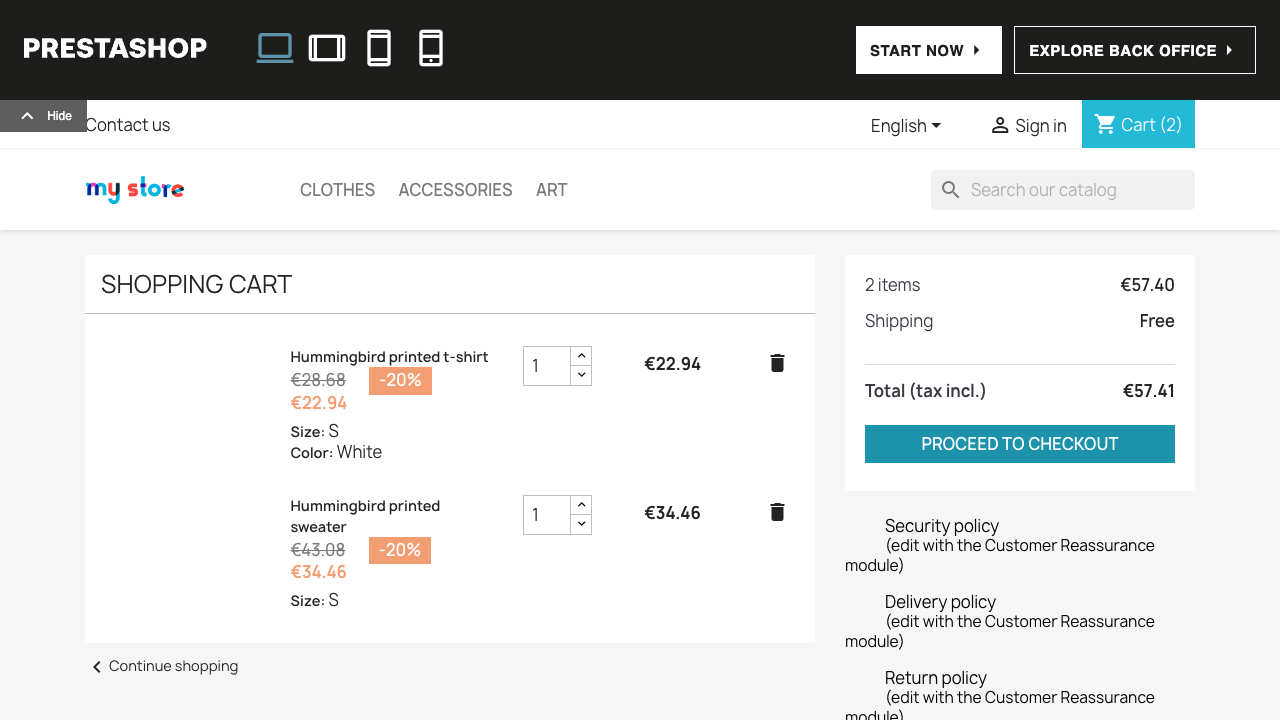 PRESTASHOP
START NOW
EXPLORE BACK OFFICE
Hide
Contact us
English
Sign in
Cart (2)
my store
CLOTHES
ACCESSORIES
ART
Search our catalog
SHOPPING CART
Hummingbird printed t-shirt
€28.68
-20%
€22.94
Size: S
Color: White
1
€22.94
Hummingbird printed
sweater
€43.08
-20%
€34.46
Size: S
1
€34.46
Continue shopping
2 items
€57.40
Shipping
Free
Total (tax incl.)
€57.41
PROCEED TO CHECKOUT
Security policy
(edit with the Customer Reassurance
module)
Delivery policy
(edit with the Customer Reassurance
module)
Return policy
(edit with the Customer Reassurance
module)